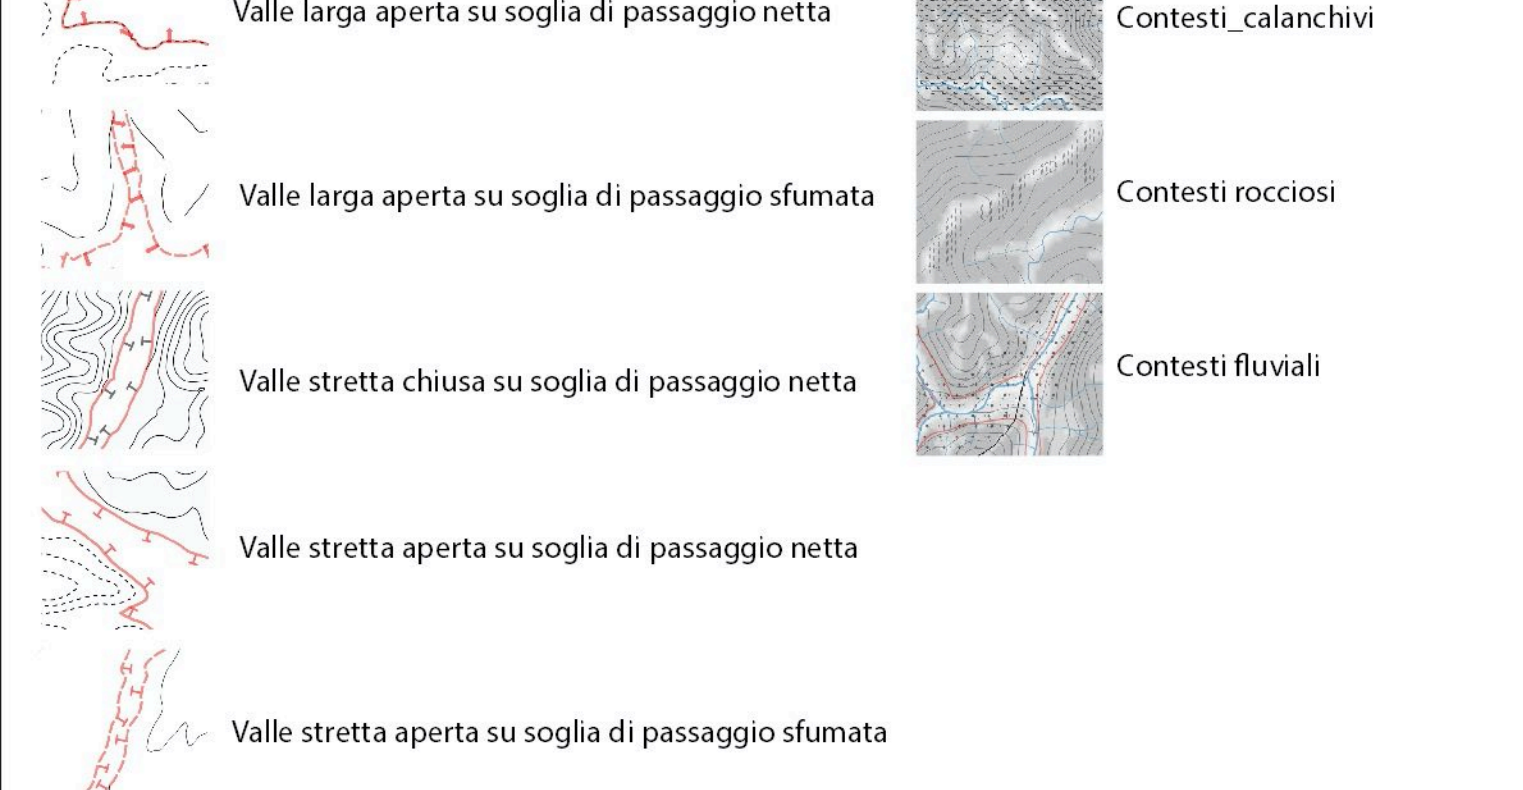 Valle larga aperta su soglia di passaggio netta
Valle larga aperta su soglia di passaggio sfumata
Valle stretta chiusa su soglia di passaggio netta
Valle stretta aperta su soglia di passaggio netta
Valle stretta aperta su soglia di passaggio sfumata
Contesti_calanchivi
Contesti rocciosi
Contesti fluviali